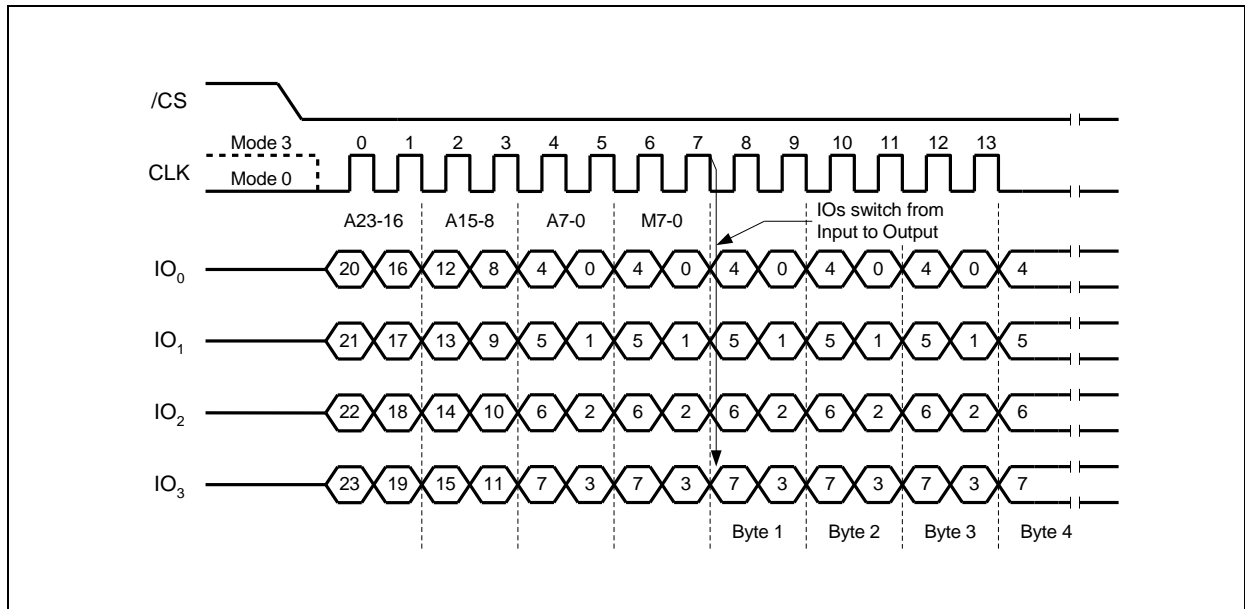 /CS
Mode 3 0 1 2 3 4 5 6 7 8 9 10 11 12 13
CLK
Mode 0
A23-16 A15-8 A7-0 M7-0
IOs switch from
Input to Output
IO0 20 16 12 8 4 0 4 0 4 0 4 0 4 0 4
IO1 21 17 13 9 5 1 5 1 5 1 5 1 5 1 5
IO2 22 18 14 10 6 2 6 2 6 2 6 2 6 2 6
IO3 23 19 15 11 7 3 7 3 7 3 7 3 7 3 7
Byte 1 Byte 2 Byte 3 Byte 4